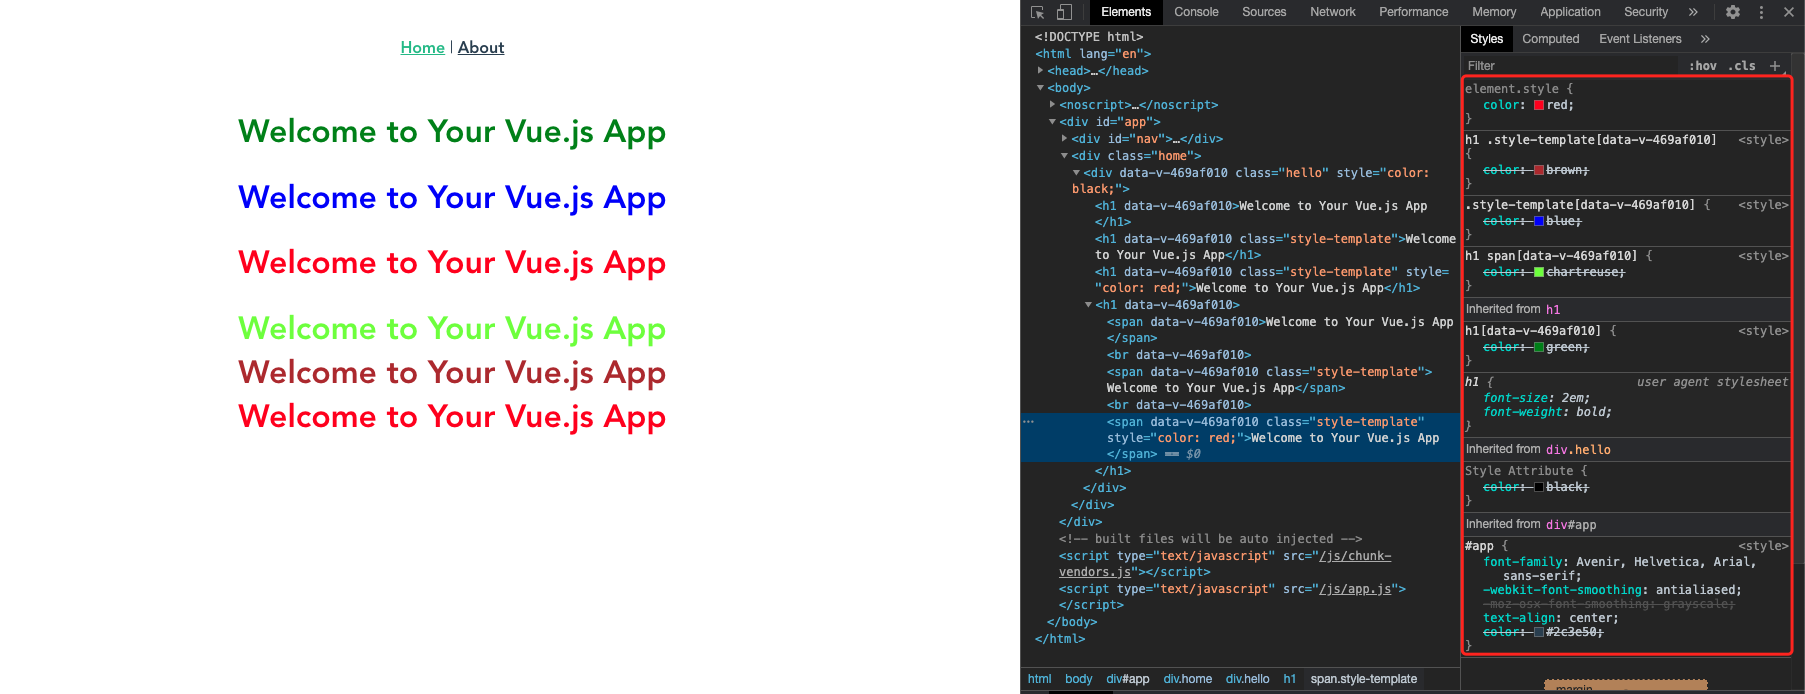 Home | About
Welcome to Your Vue.js App
Welcome to Your Vue.js App
Welcome to Your Vue.js App
Welcome to Your Vue.js App
Welcome to Your Vue.js App
Welcome to Your Vue.js App
Elements Console Sources Network Performance Memory Application Security »
<!DOCTYPE html>
<html lang="en">
<head>…</head>
<body>
<noscript>…</noscript>
<div id="app">
<div id="nav">…</div>
<div class="home">
<div data-v-469af010 class="hello" style="color:
black;">
<h1 data-v-469af010>Welcome to Your Vue.js App
</h1>
<h1 data-v-469af010 class="style-template">Welcome
to Your Vue.js App</h1>
<h1 data-v-469af010 class="style-template" style=
"color: red;">Welcome to Your Vue.js App</h1>
<h1 data-v-469af010>
<span data-v-469af010>Welcome to Your Vue.js App
</span>
<br data-v-469af010>
<span data-v-469af010 class="style-template">
Welcome to Your Vue.js App</span>
<br data-v-469af010>
… <span data-v-469af010 class="style-template"
style="color: red;">Welcome to Your Vue.js App
</span> == $0
</h1>
</div>
</div>
</div>
<!-- built files will be auto injected -->
<script type="text/javascript" src="/js/chunk-
vendors.js"></script>
<script type="text/javascript" src="/js/app.js">
</script>
</body>
</html>
html body div#app div.home div.hello h1 span.style-template
Styles Computed Event Listeners »
Filter :hov .cls +
element.style {
color: red;
}
h1 .style-template[data-v-469af010] <style>
{
color: brown;
}
.style-template[data-v-469af010] { <style>
color: blue;
}
h1 span[data-v-469af010] { <style>
color: chartreuse;
}
Inherited from h1
h1[data-v-469af010] { <style>
color: green;
}
h1 { user agent stylesheet
font-size: 2em;
font-weight: bold;
}
Inherited from div.hello
Style Attribute {
color: black;
}
Inherited from div#app
#app { <style>
font-family: Avenir, Helvetica, Arial,
sans-serif;
-webkit-font-smoothing: antialiased;
-moz-osx-font-smoothing: grayscale;
text-align: center;
color: #2c3e50;
}
margin